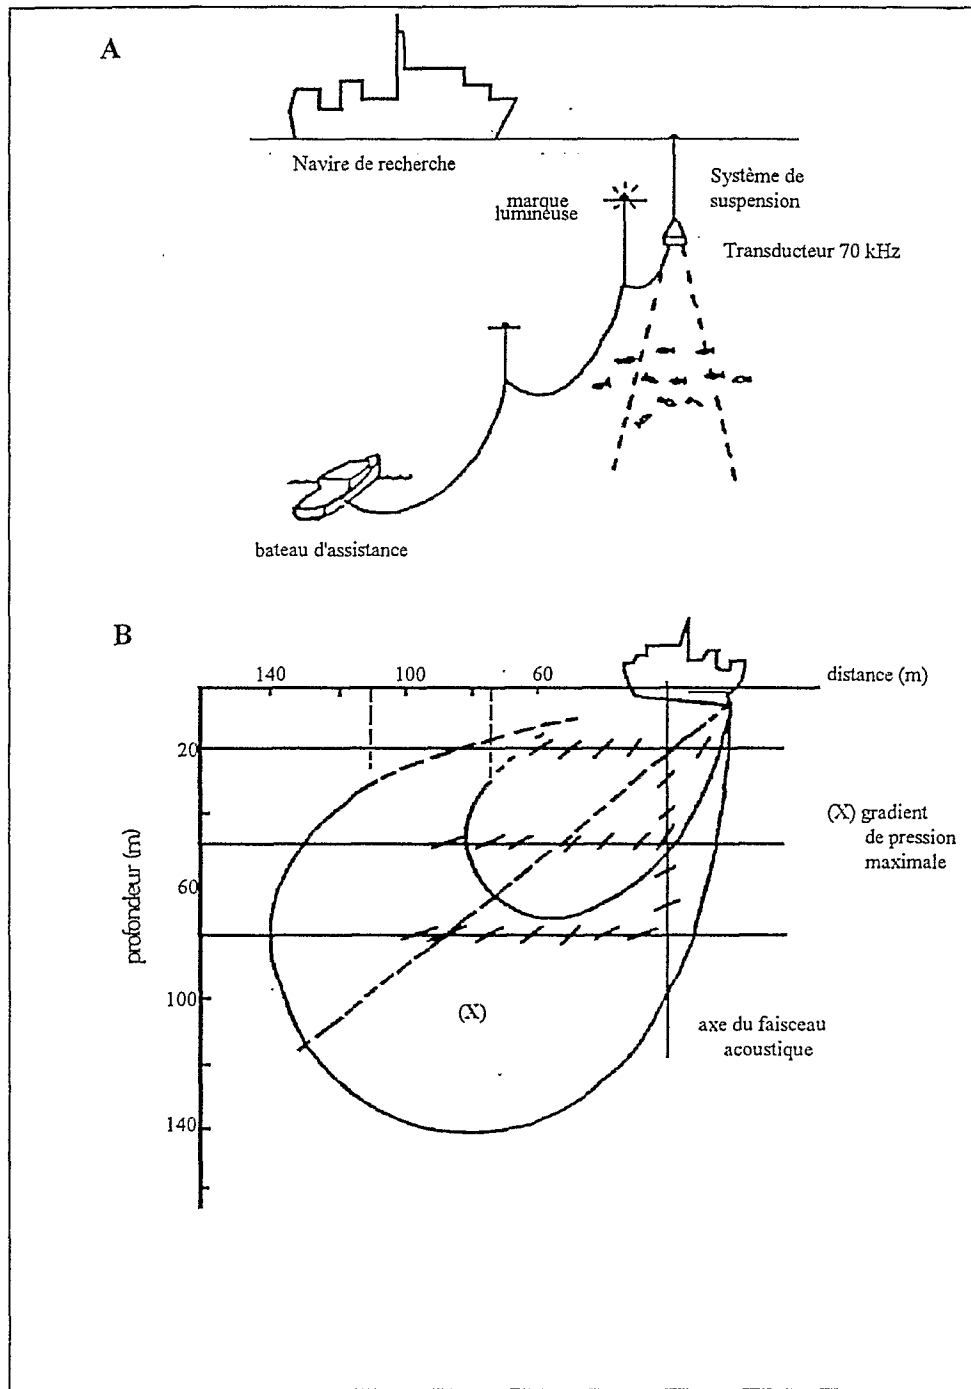 A
Navire de recherche
marque
lumineuse
Système de
suspension
Transducteur 70 kHz
bateau d'assistance
B
140 100 60 distance (m)
20
(X) gradient
de pression
maximale
60
profondeur (m)
100
(X)
axe du faisceau
acoustique
140